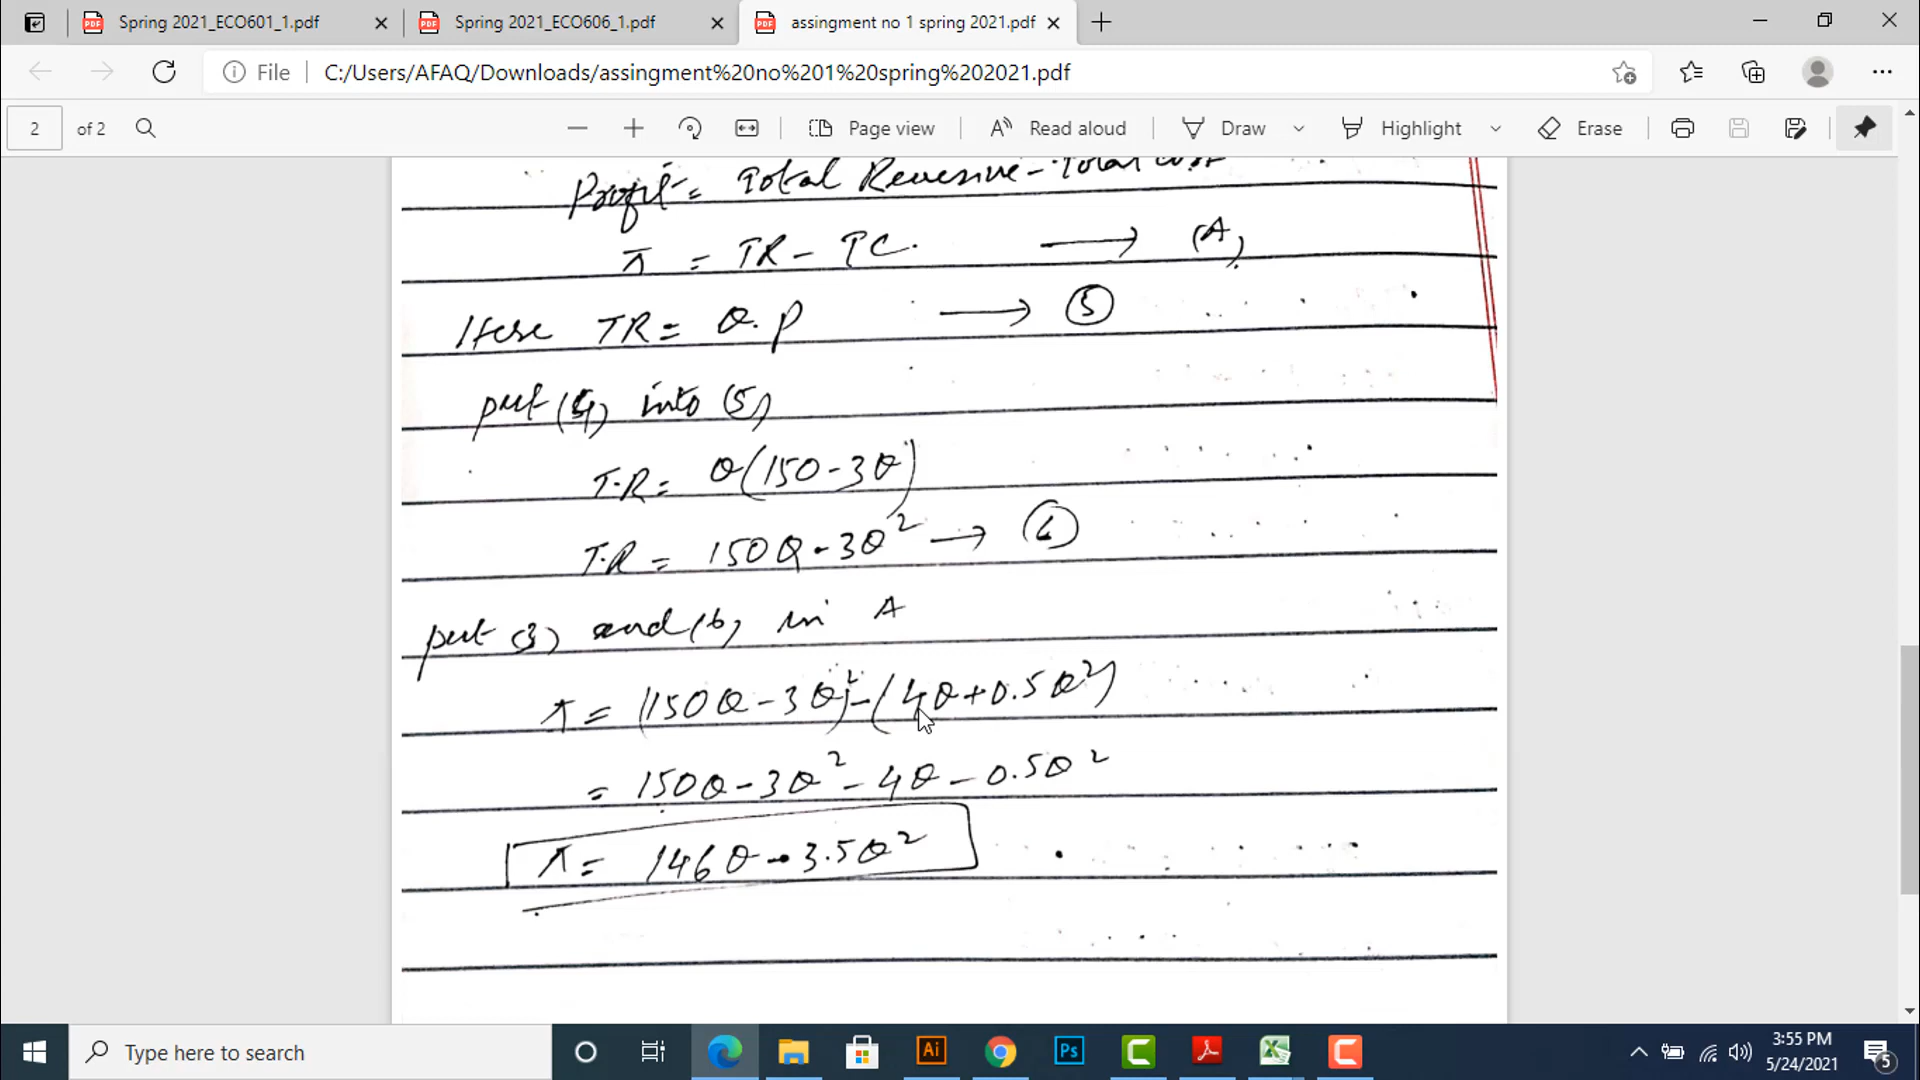 Spring 2021_ECO601_1.pdf
Spring 2021_ECO606_1.pdf
assingment no 1 spring 2021.pdf
File
C:/Users/AFAQ/Downloads/assingment%20no%201%20spring%202021.pdf
2 of 2
Page view
Read aloud
Draw
Highlight
Erase
Profit = Total Revenue - Total Cost
π = TR - TC. → (A)
Here TR = Q.P → ⑤
put (4) into (5)
T.R = Q(150-3Q)
T.R = 150Q-3Q² → ⑥
put (3) and (6) in A
π = (150Q-3Q²)-(4Q+0.5Q²)
= 150Q-3Q²-4Q-0.5Q²
π = 146Q-3.5Q²
Type here to search
Ai
Ps
3:55 PM
5/24/2021
5